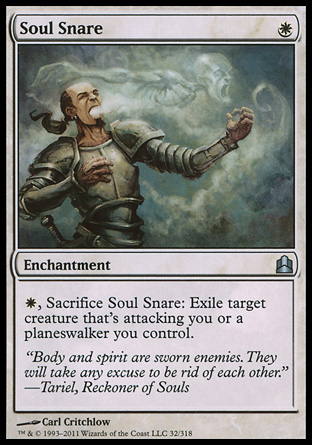 Soul Snare
Enchantment
, Sacrifice Soul Snare: Exile target
creature that's attacking you or a
planeswalker you control.
"Body and spirit are sworn enemies. They
will take any excuse to be rid of each other."
—Tariel, Reckoner of Souls
Carl Critchlow
™ & © 1993–2011 Wizards of the Coast LLC 32/318